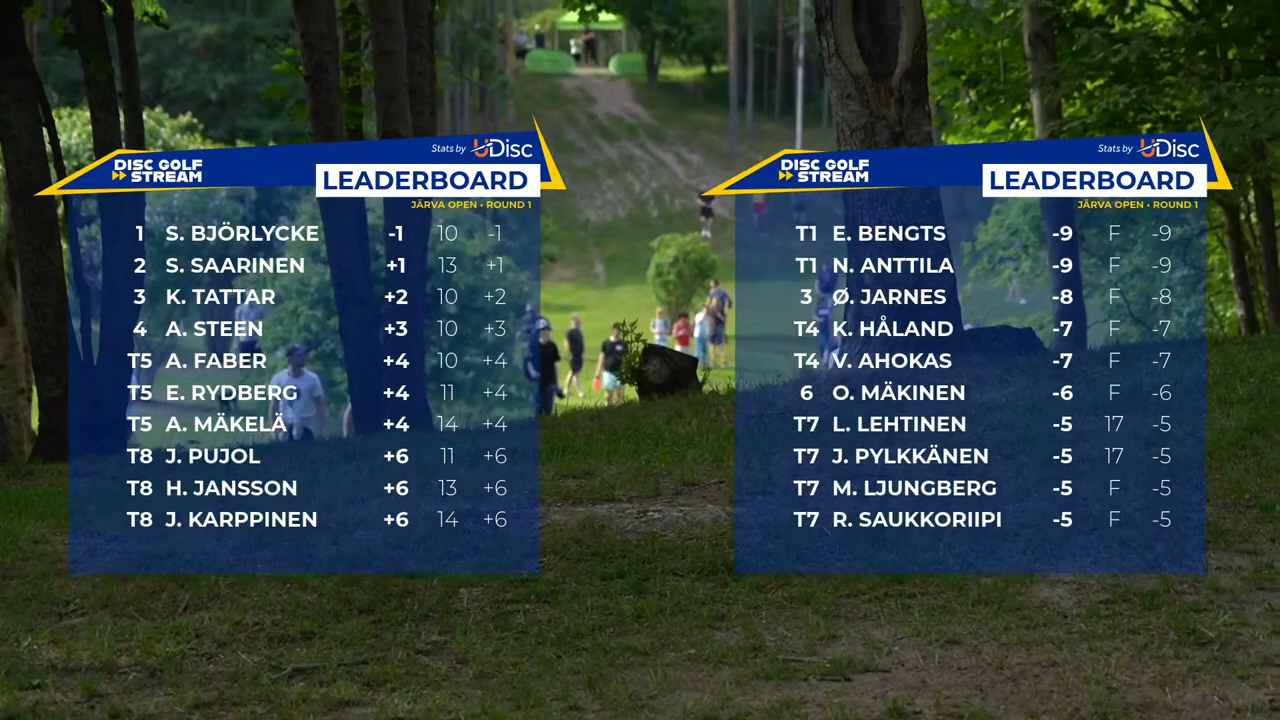 Stats by UDisc
DISC GOLF
STREAM
LEADERBOARD
JÄRVA OPEN • ROUND 1
1 S. BJÖRLYCKE -1 10 -1
2 S. SAARINEN +1 13 +1
3 K. TATTAR +2 10 +2
4 A. STEEN +3 10 +3
T5 A. FABER +4 10 +4
T5 E. RYDBERG +4 11 +4
T5 A. MÄKELÄ +4 14 +4
T8 J. PUJOL +6 11 +6
T8 H. JANSSON +6 13 +6
T8 J. KARPPINEN +6 14 +6
Stats by UDisc
DISC GOLF
STREAM
LEADERBOARD
JÄRVA OPEN • ROUND 1
T1 E. BENGTS -9 F -9
T1 N. ANTTILA -9 F -9
3 Ø. JARNES -8 F -8
T4 K. HÅLAND -7 F -7
T4 V. AHOKAS -7 F -7
6 O. MÄKINEN -6 F -6
T7 L. LEHTINEN -5 17 -5
T7 J. PYLKKÄNEN -5 17 -5
T7 M. LJUNGBERG -5 F -5
T7 R. SAUKKORIIPI -5 F -5